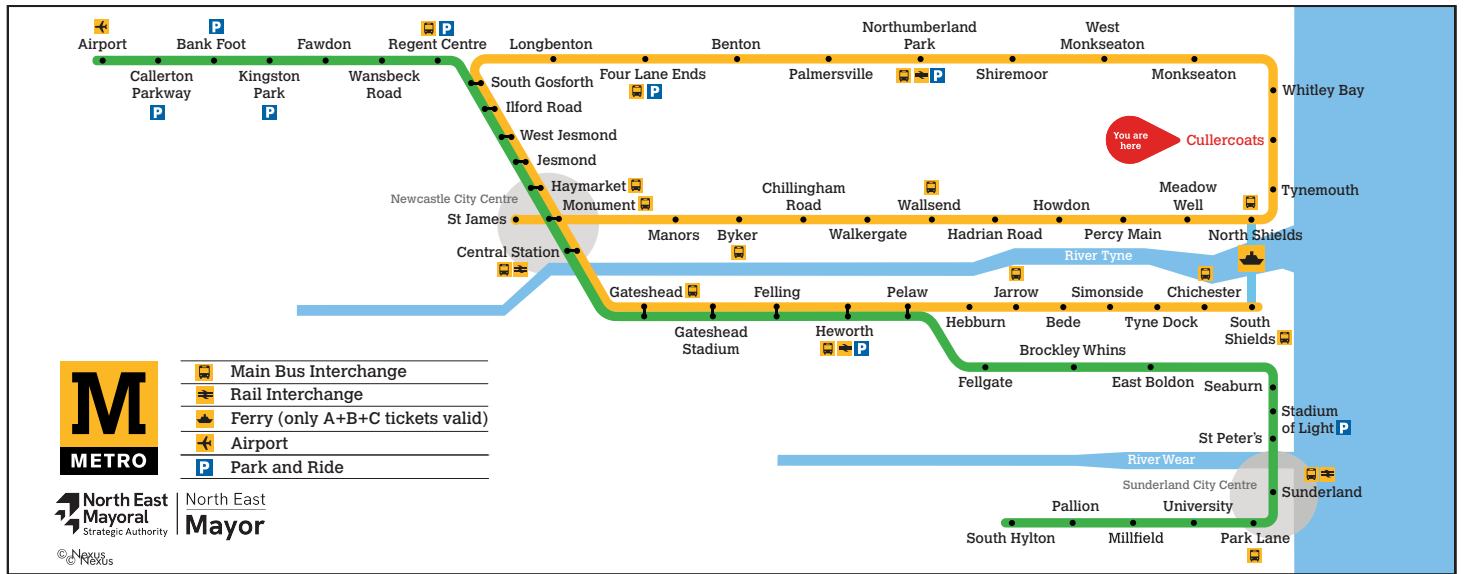 Airport
Callerton
Parkway
P
Bank Foot
P
Kingston
Park
P
Fawdon
Wansbeck
Road
Regent Centre
P
Longbenton
South Gosforth
Four Lane Ends
P
Benton
Palmersville
Northumberland
Park
P
Shiremoor
West
Monkseaton
Monkseaton
Whitley Bay
You are
here
Cullercoats
Tynemouth
Ilford Road
West Jesmond
Jesmond
Haymarket
Newcastle City Centre
Monument
St James
Central Station
Manors
Byker
Chillingham
Road
Walkergate
Wallsend
Hadrian Road
Howdon
Percy Main
Meadow
Well
North Shields
River Tyne
Gateshead
Gateshead
Stadium
Felling
Heworth
P
Pelaw
Hebburn
Jarrow
Bede
Simonside
Tyne Dock
Chichester
South
Shields
Fellgate
Brockley Whins
East Boldon
Seaburn
Stadium
of Light P
St Peter's
River Wear
Sunderland City Centre
Sunderland
Park Lane
University
Millfield
Pallion
South Hylton
M
METRO
Main Bus Interchange
Rail Interchange
Ferry (only A+B+C tickets valid)
Airport
P Park and Ride
North East
Mayoral
Strategic Authority
North East
Mayor
© Nexus
© Nexus